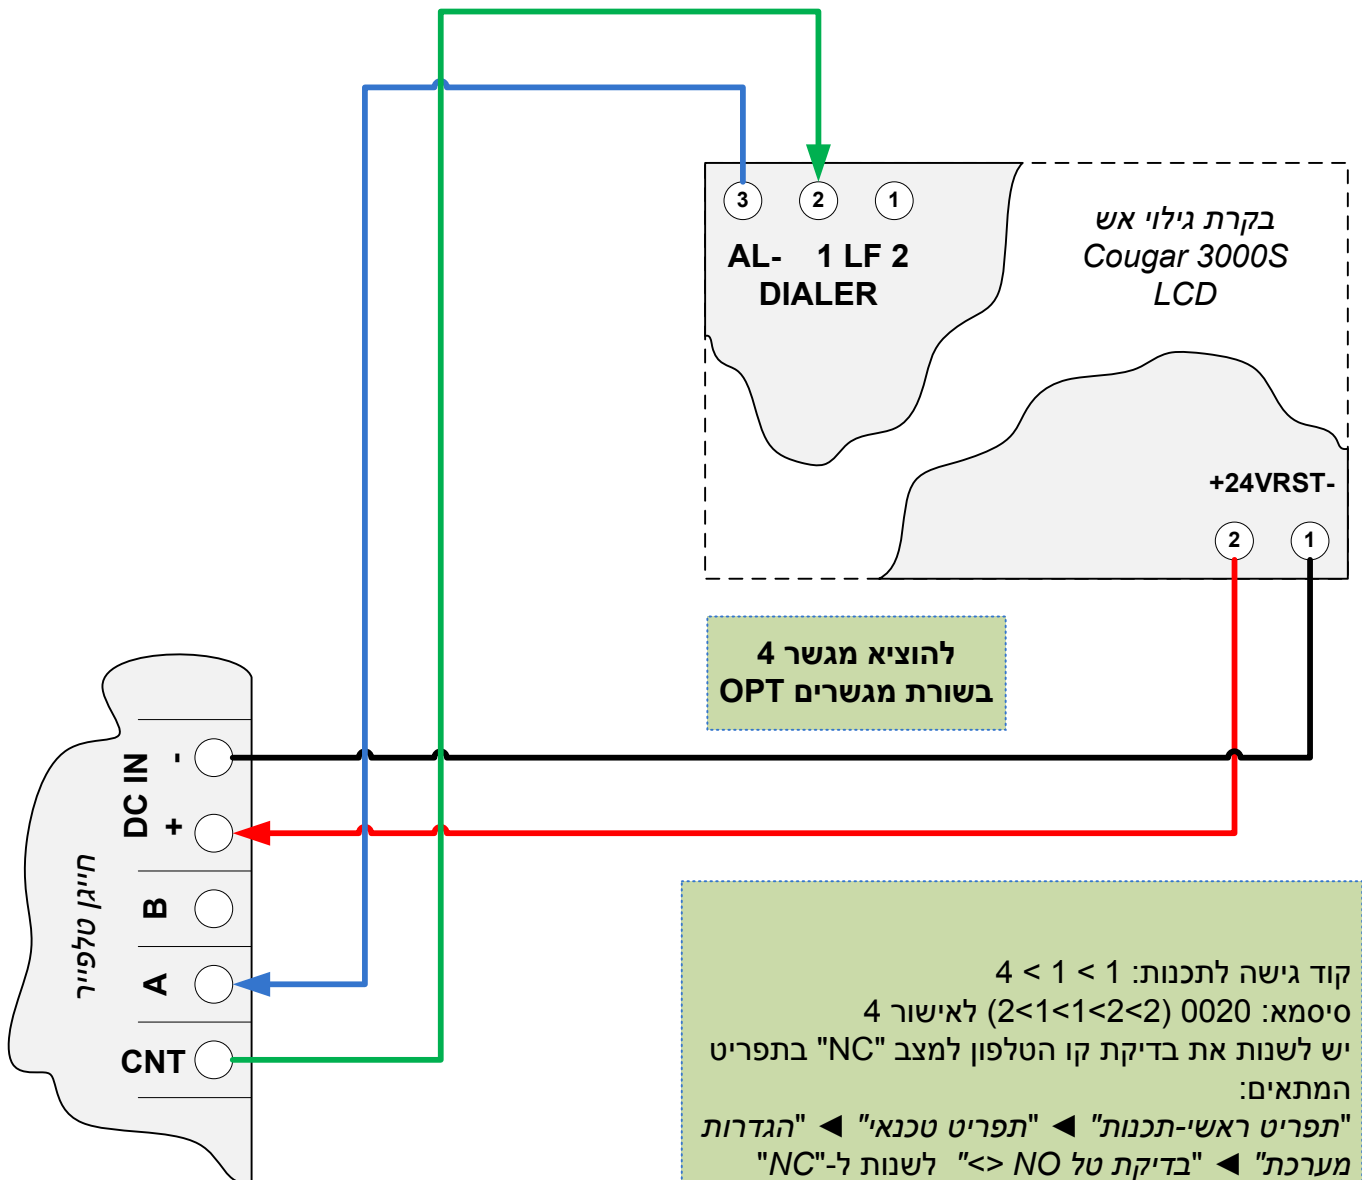 3 2 1
AL- 1 LF 2
DIALER
בקרת גילוי אש
Cougar 3000S
LCD
+24VRST-
2 1
להוציא מגשר 4
בשורת מגשרים OPT
DC IN
-
+
B
A
CNT
חייגן טלפייר
קוד גישה לתכנות: 1 > 1 > 4
סיסמא: 0020 (2>2>1>1>2) לאישור 4
יש לשנות את בדיקת קו הטלפון למצב "NC" בתפריט
המתאים:
"תפריט ראשי-תכנות" ◄ "תפריט טכנאי" ◄ "הגדרות
מערכת" ◄ "בדיקת טל NO <>" לשנות ל-"NC"